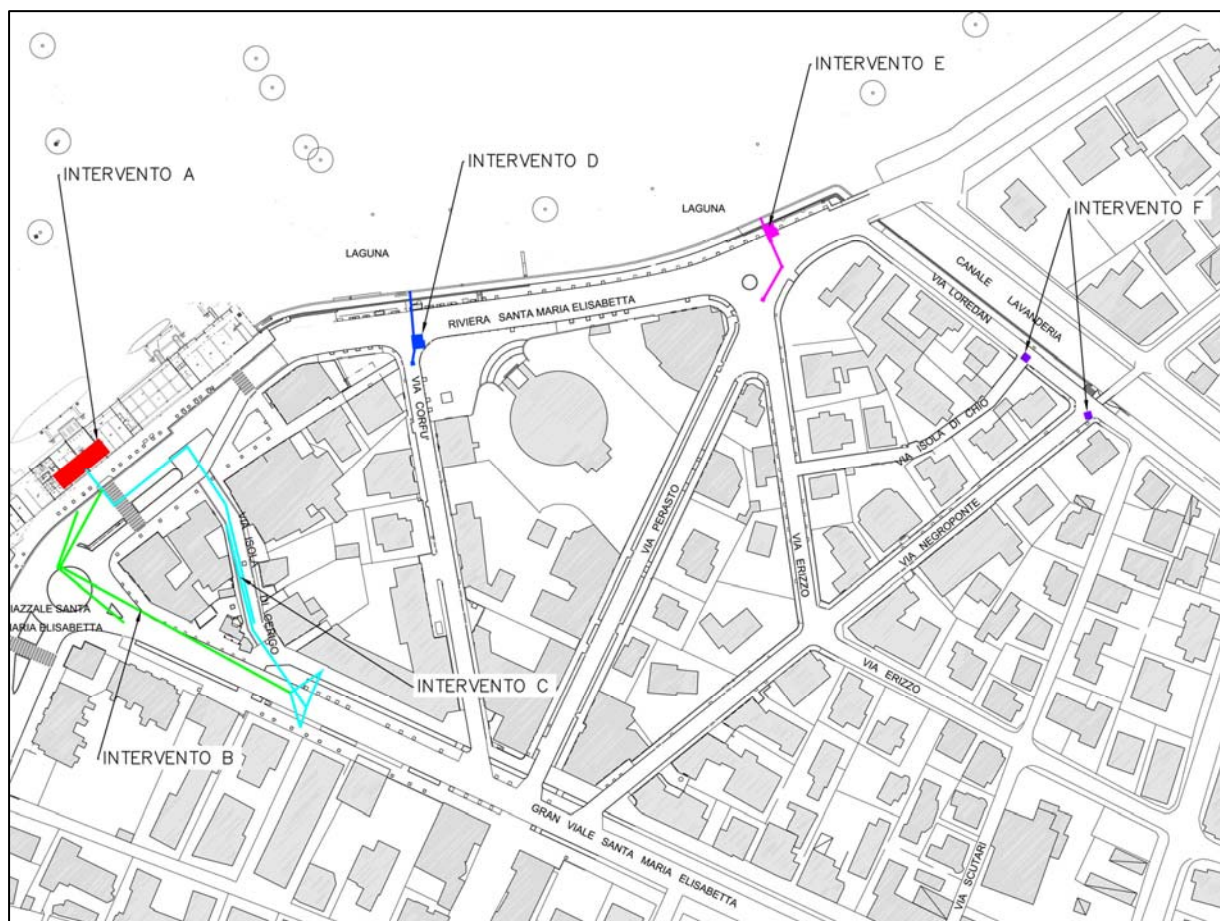 INTERVENTO E
INTERVENTO D
INTERVENTO A
INTERVENTO F
LAGUNA
LAGUNA
CANALE LAVANDERIA
VIA LOREDAN
RIVIERA SANTA MARIA ELISABETTA
VIA CORFU'
VIA ISOLA DI CHIO
VIA PERASTO
VIA ISOLA DI CERIGO
VIA NEGROPONTE
VIA ERIZZO
PIAZZALE SANTA
MARIA ELISABETTA
VIA ERIZZO
INTERVENTO C
INTERVENTO B
GRAN VIALE SANTA MARIA ELISABETTA
VIA SCUTARI